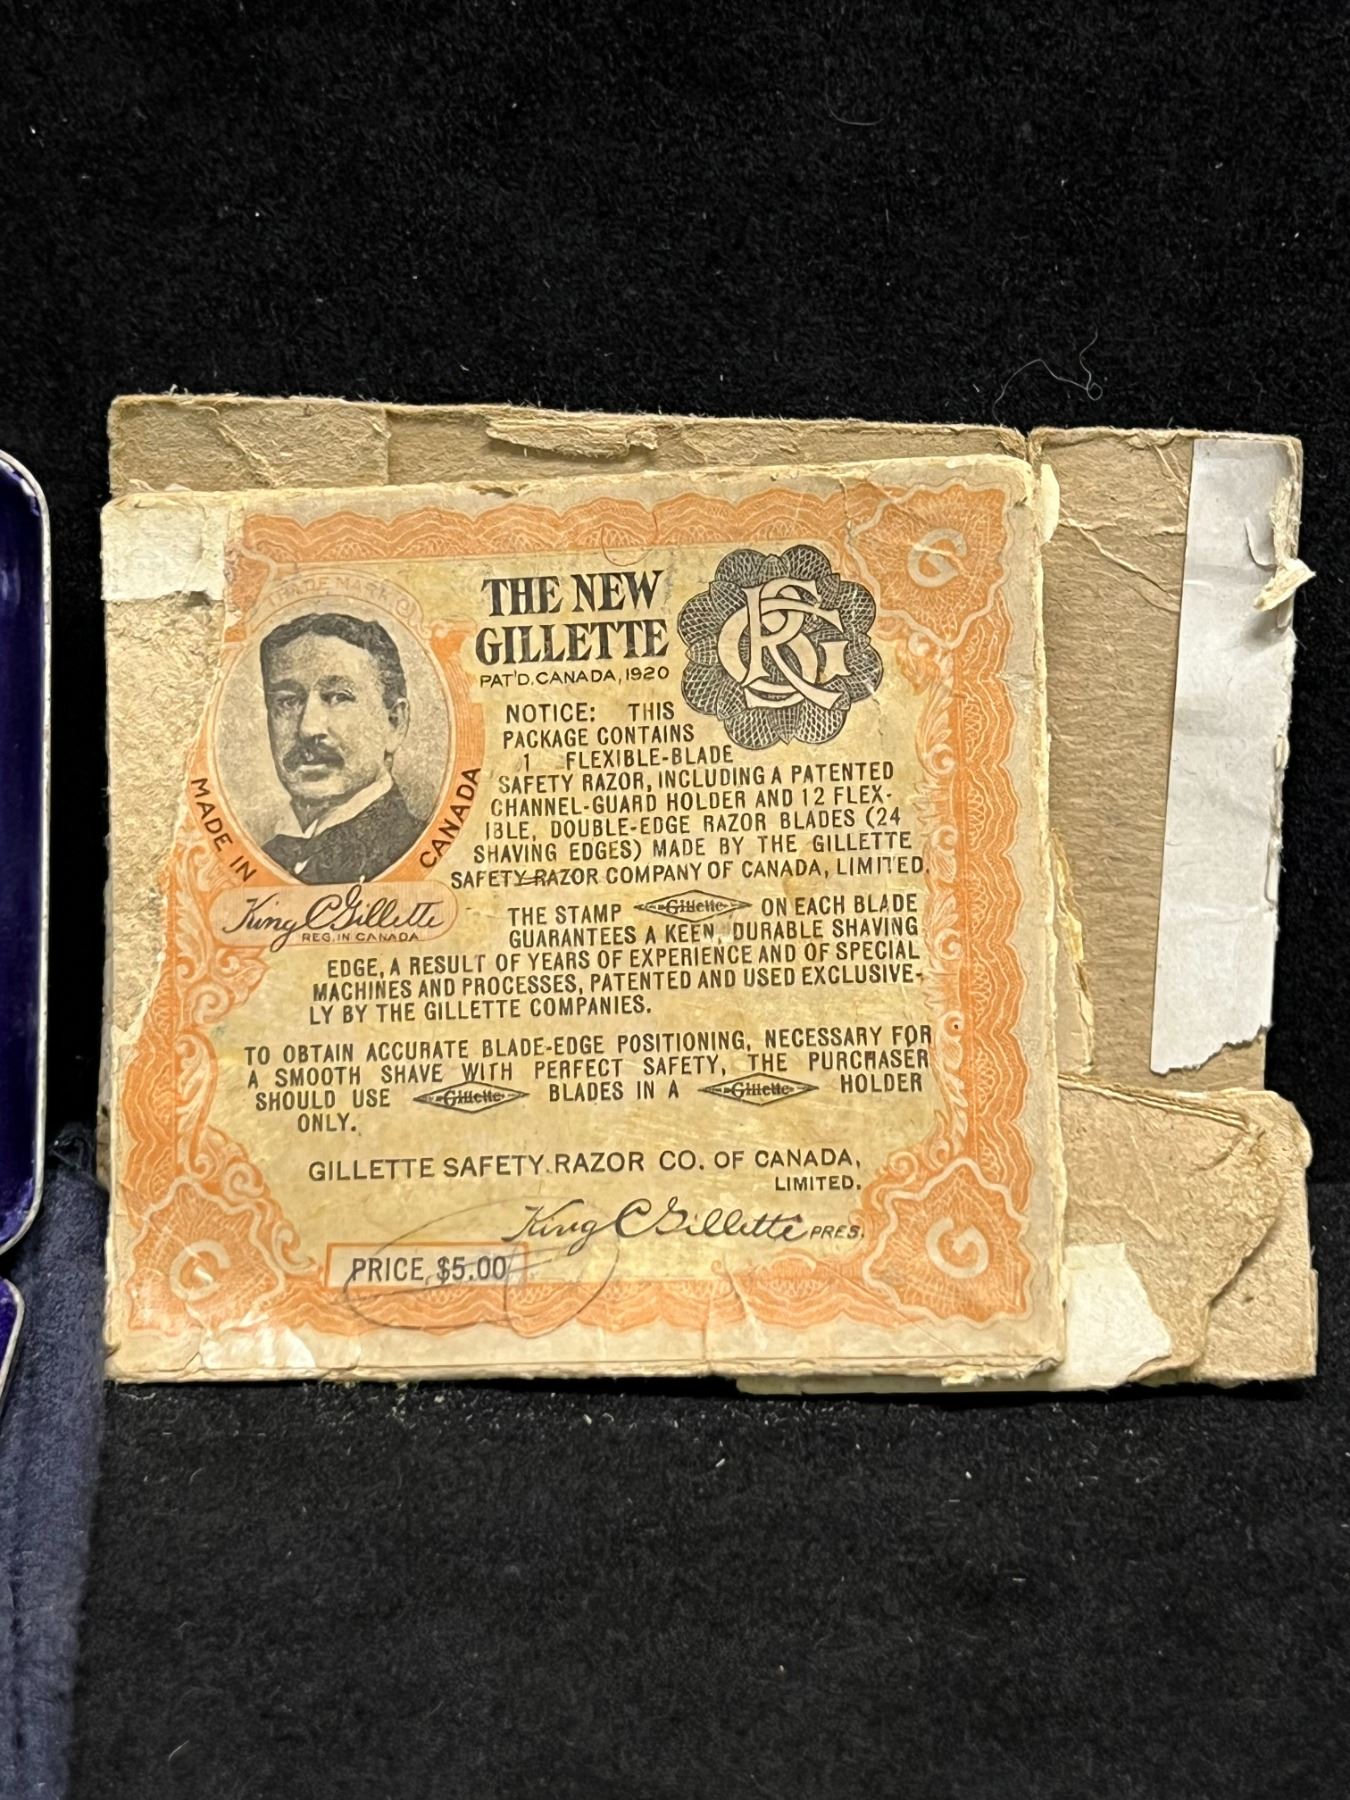 TRADE MARK
THE NEW
GILLETTE
PAT'D. CANADA, 1920
MADE IN CANADA
King C Gillette
REG. IN CANADA
KCG
NOTICE: THIS
PACKAGE CONTAINS
1 FLEXIBLE-BLADE
SAFETY RAZOR, INCLUDING A PATENTED
CHANNEL-GUARD HOLDER AND 12 FLEX-
IBLE, DOUBLE-EDGE RAZOR BLADES (24
SHAVING EDGES) MADE BY THE GILLETTE
SAFETY RAZOR COMPANY OF CANADA, LIMITED.
THE STAMP Gillette ON EACH BLADE
GUARANTEES A KEEN, DURABLE SHAVING
EDGE, A RESULT OF YEARS OF EXPERIENCE AND OF SPECIAL
MACHINES AND PROCESSES, PATENTED AND USED EXCLUSIVE-
LY BY THE GILLETTE COMPANIES.
TO OBTAIN ACCURATE BLADE-EDGE POSITIONING, NECESSARY FOR
A SMOOTH SHAVE WITH PERFECT SAFETY, THE PURCHASER
SHOULD USE Gillette BLADES IN A Gillette HOLDER
ONLY.
GILLETTE SAFETY RAZOR CO. OF CANADA,
LIMITED.
King C Gillette PRES.
PRICE, $5.00
G
G
G